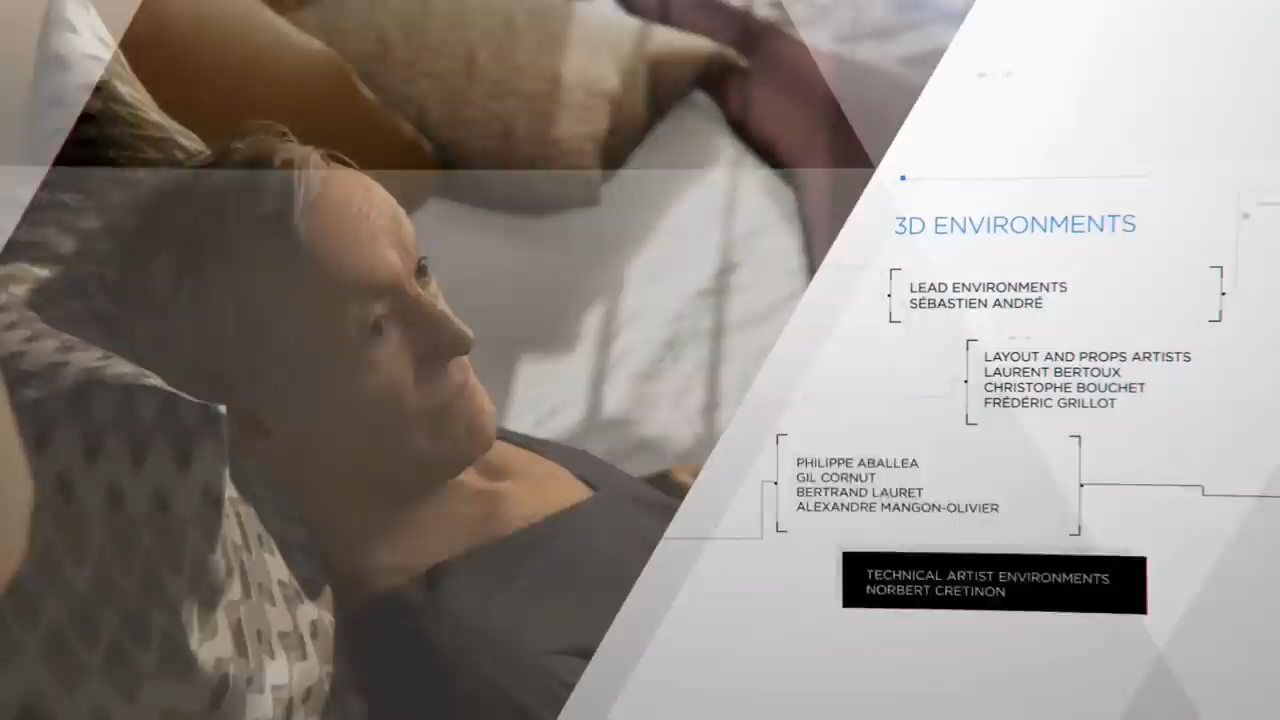 3D ENVIRONMENTS
LEAD ENVIRONMENTS
SÉBASTIEN ANDRÉ
LAYOUT AND PROPS ARTISTS
LAURENT BERTOUX
CHRISTOPHE BOUCHET
FRÉDÉRIC GRILLOT
PHILIPPE ABALLEA
GIL CORNUT
BERTRAND LAURET
ALEXANDRE MANGON-OLIVIER
TECHNICAL ARTIST ENVIRONMENTS
NORBERT CRETINON